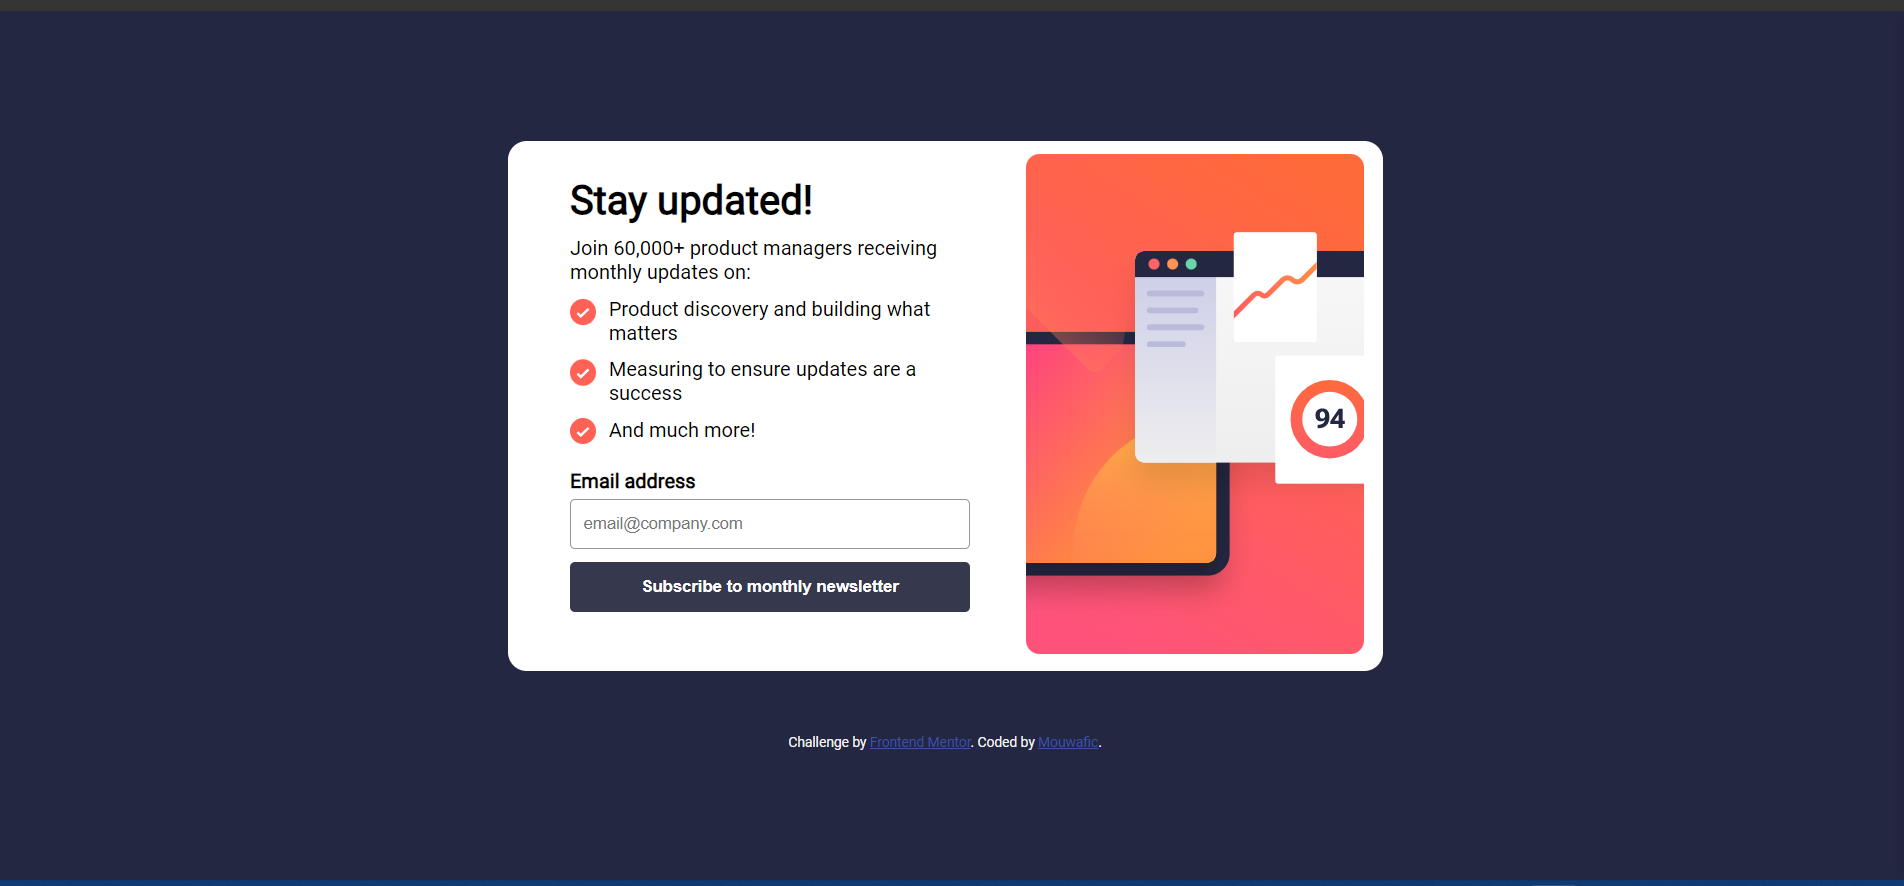 Stay updated!
Join 60,000+ product managers receiving
monthly updates on:
Product discovery and building what
matters
Measuring to ensure updates are a
success
And much more!
Email address
email@company.com
Subscribe to monthly newsletter
94
Challenge by Frontend Mentor. Coded by Mouwafic.